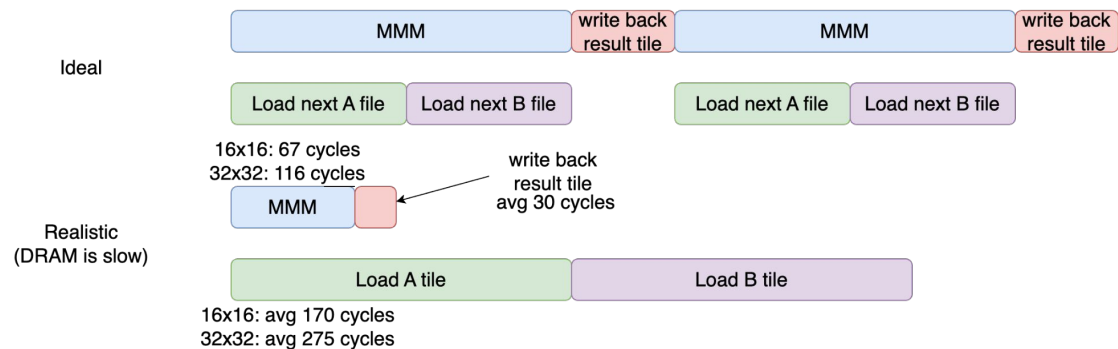 MMM
write back
result tile
MMM
write back
result tile
Ideal
Load next A file
Load next B file
Load next A file
Load next B file
16x16: 67 cycles
32x32: 116 cycles
write back
result tile
avg 30 cycles
MMM
Realistic
(DRAM is slow)
Load A tile
Load B tile
16x16: avg 170 cycles
32x32: avg 275 cycles